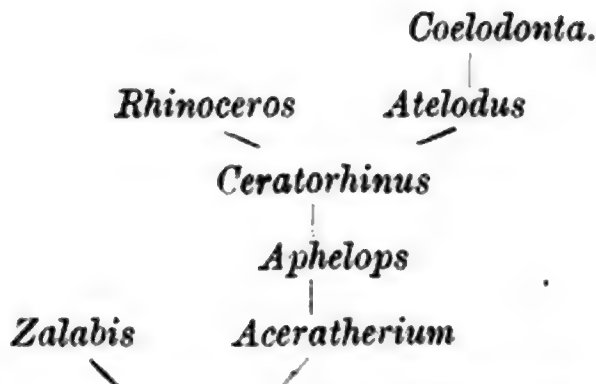 Coelodonta.
Rhinoceros Atelodus
Ceratorhinus
Aphelops
Zalabis Aceratherium